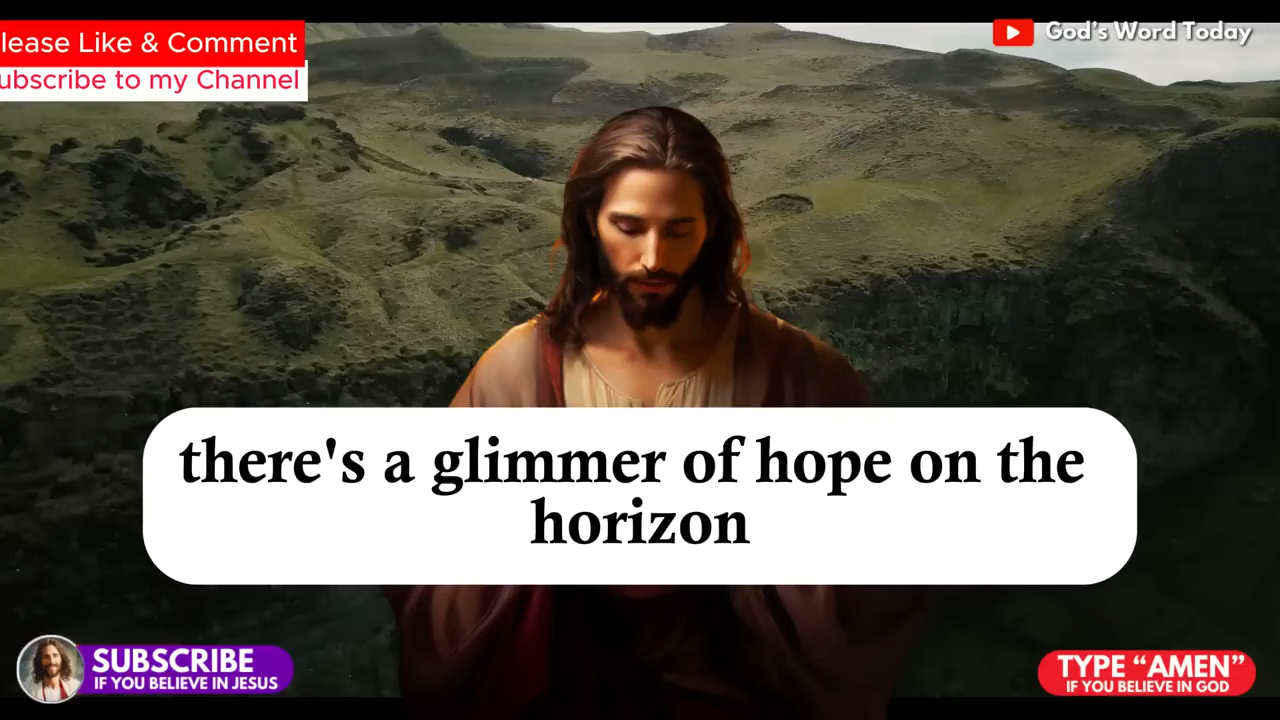 lease Like & Comment
ubscribe to my Channel
God's Word Today
there's a glimmer of hope on the
horizon
SUBSCRIBE
IF YOU BELIEVE IN JESUS
TYPE “AMEN”
IF YOU BELIEVE IN GOD